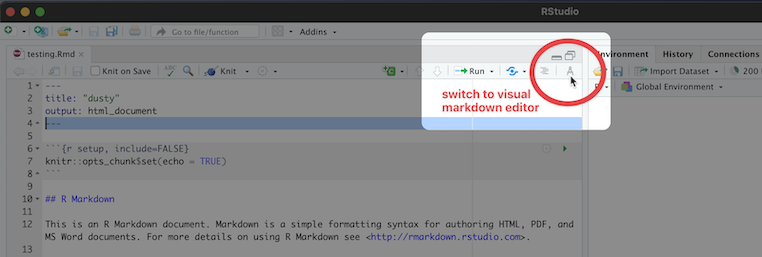 RStudio
Go to file/function
Addins
testing.Rmd
Environment
History
Connections
Knit on Save
ABC
Knit
Run
Import Dataset
200
Global Environment
switch to visual
markdown editor
1 ---
2 title: "dusty"
3 output: html_document
4 ---
5
6 ```{r setup, include=FALSE}
7 knitr::opts_chunk$set(echo = TRUE)
8 ```
9
10 ## R Markdown
11
12 This is an R Markdown document. Markdown is a simple formatting syntax for authoring HTML, PDF, and
MS Word documents. For more details on using R Markdown see <http://rmarkdown.rstudio.com>.
13